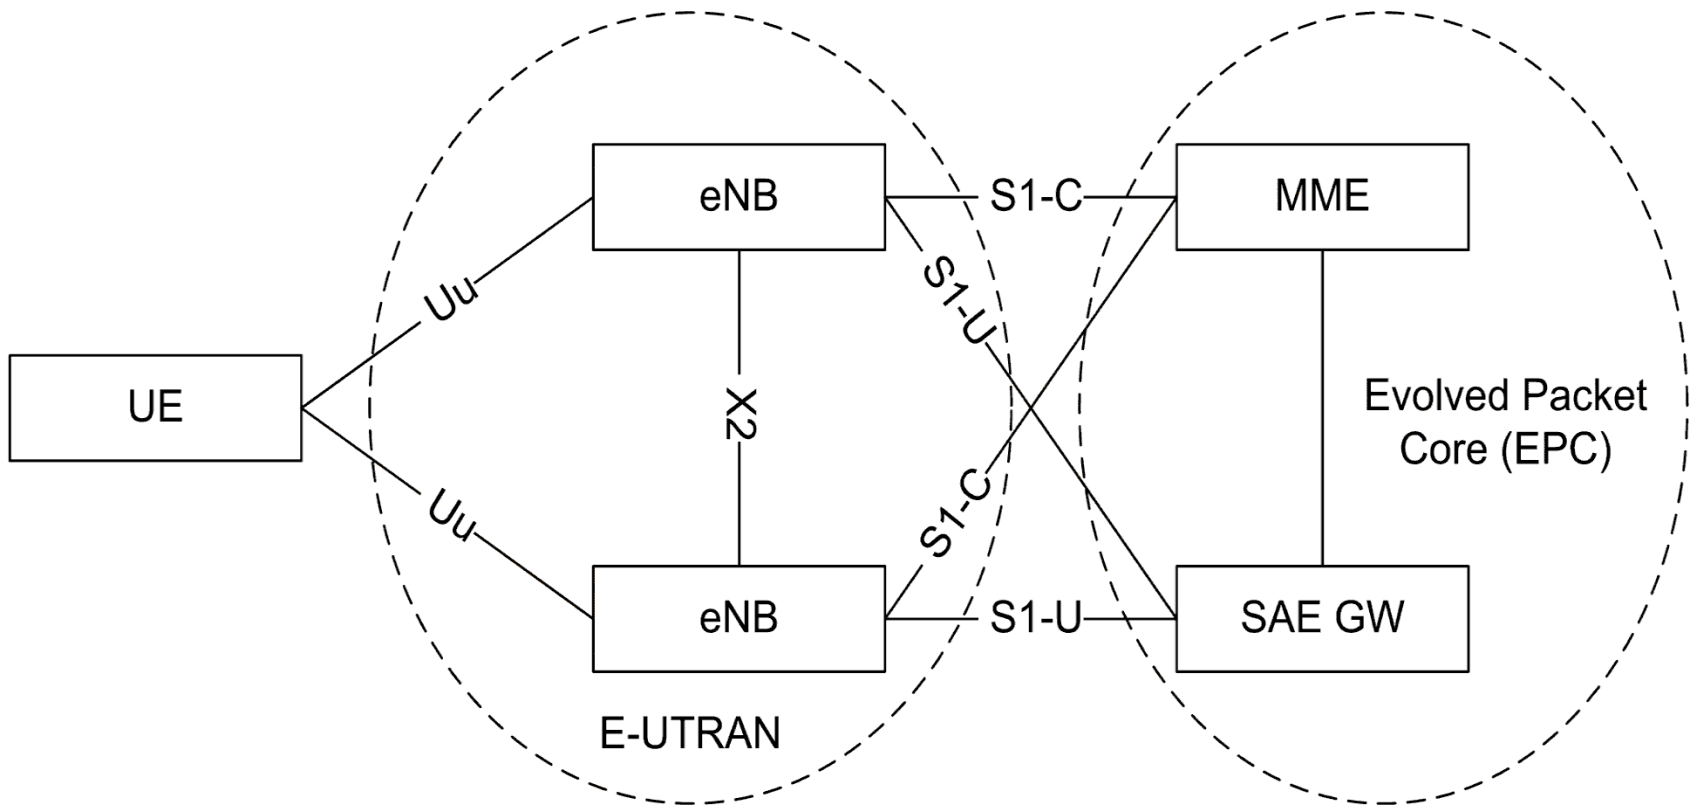 eNB
S1-C
MME
Uu
S1-U
UE
X2
Evolved Packet
Core (EPC)
Uu
S1-C
eNB
S1-U
SAE GW
E-UTRAN